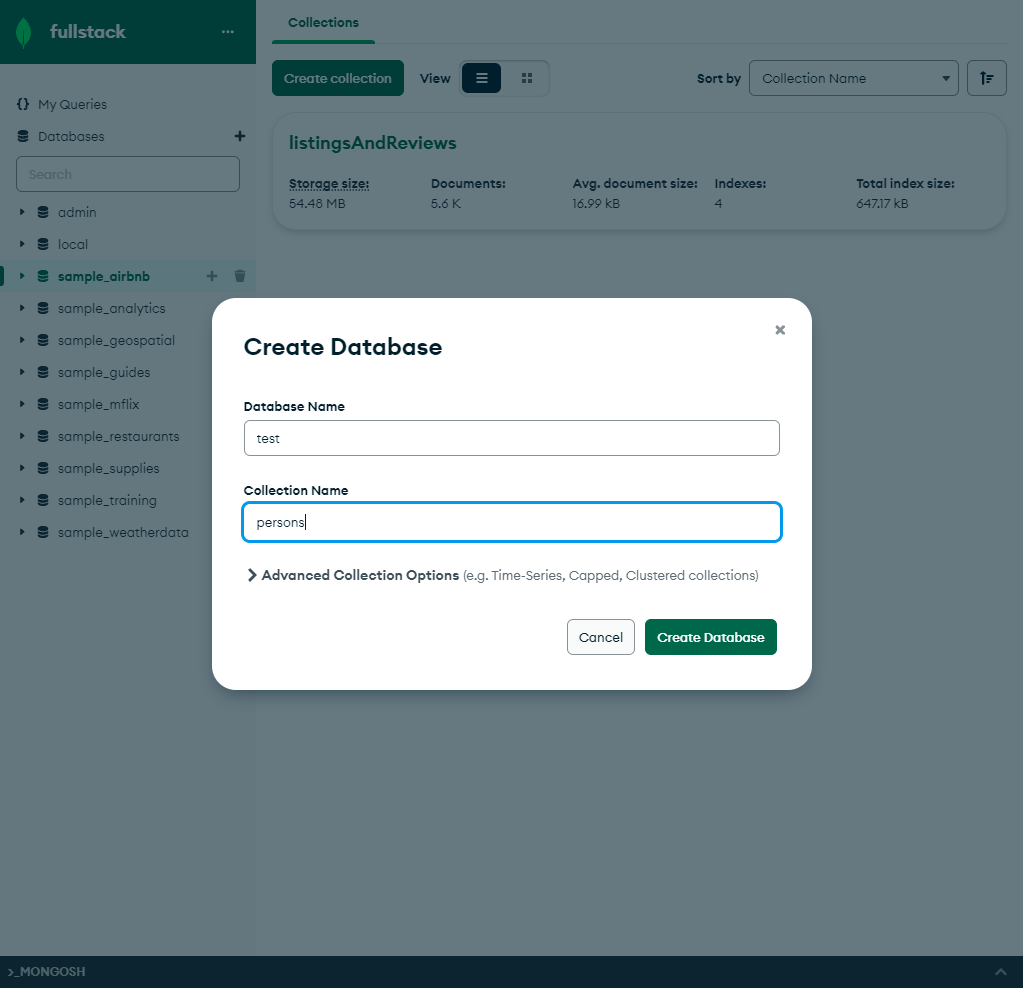 fullstack
Collections
Create collection
View
Sort by
Collection Name
{} My Queries
Databases
Search
admin
local
sample_airbnb
sample_analytics
sample_geospatial
sample_guides
sample_mflix
sample_restaurants
sample_supplies
sample_training
sample_weatherdata
listingsAndReviews
Storage size: Documents: Avg. document size: Indexes: Total index size:
54.48 MB 5.6 K 16.99 kB 4 647.17 kB
Create Database
Database Name
test
Collection Name
persons
Advanced Collection Options (e.g. Time-Series, Capped, Clustered collections)
Cancel
Create Database
>_MONGOSH